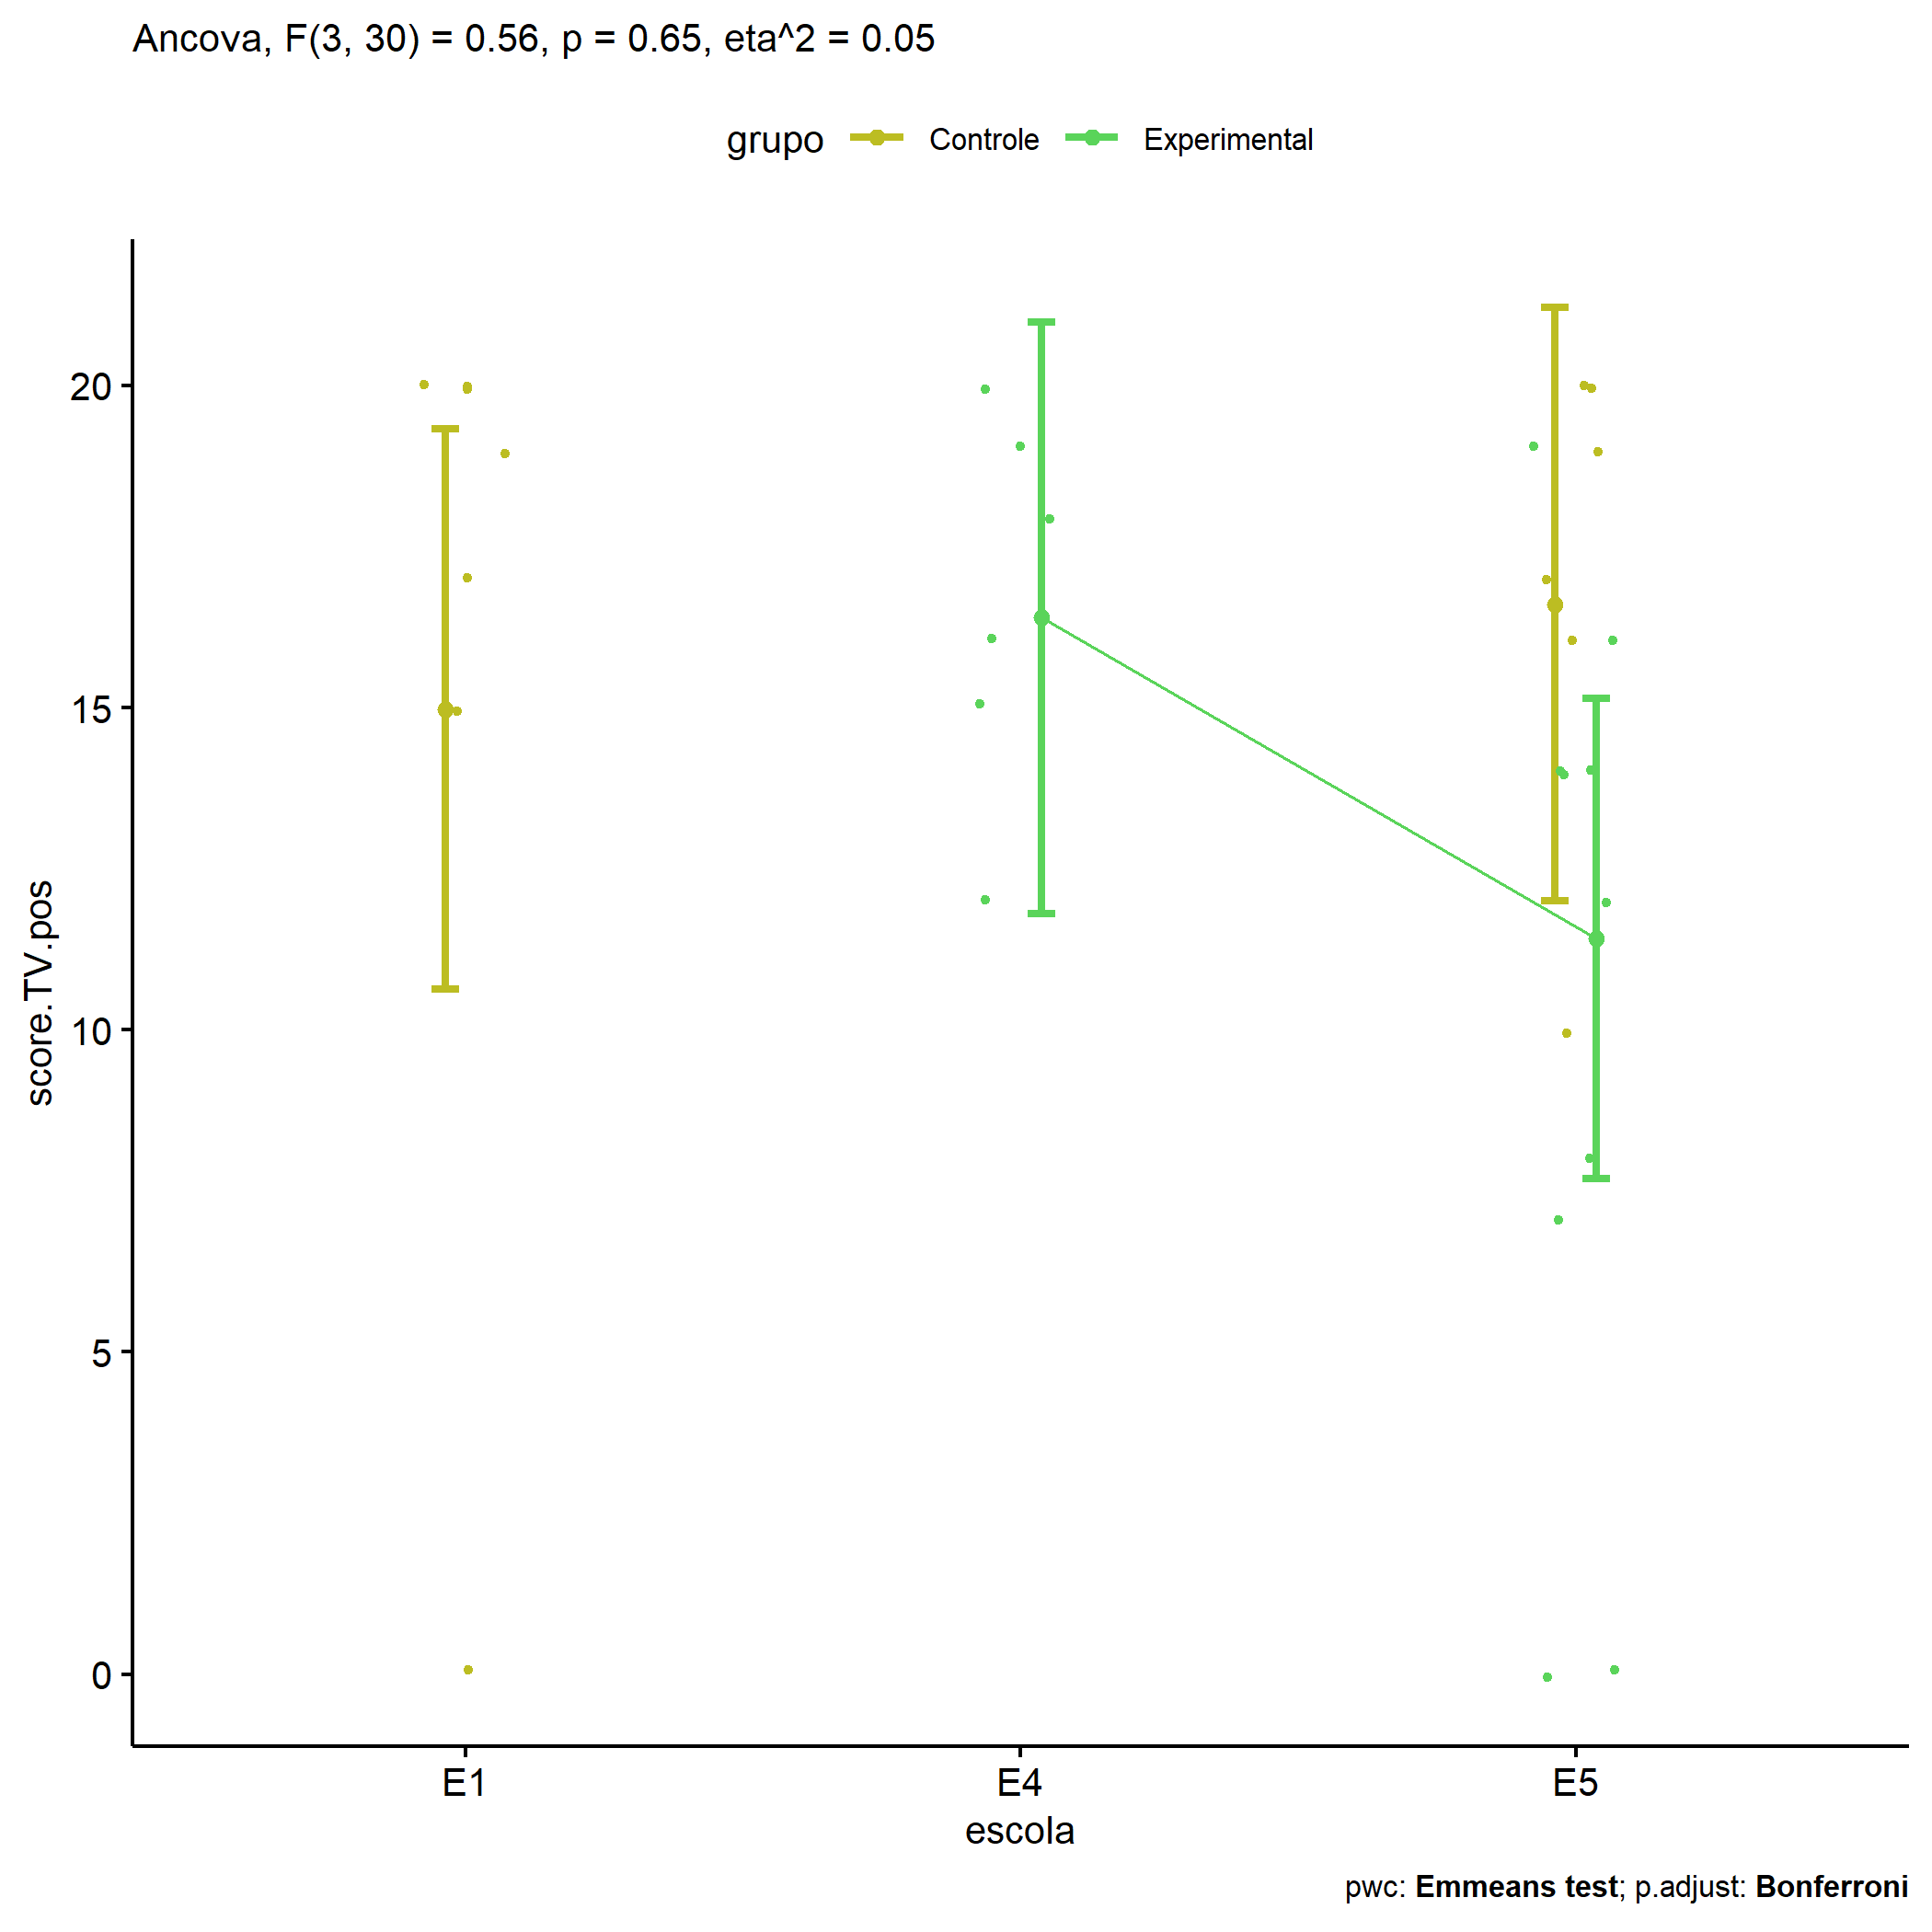 Ancova, F(3, 30) = 0.56, p = 0.65, eta^2 = 0.05
grupo Controle Experimental
score.TV.pos
20
15
10
5
0
E1 E4 E5
escola
pwc: Emmeans test; p.adjust: Bonferroni